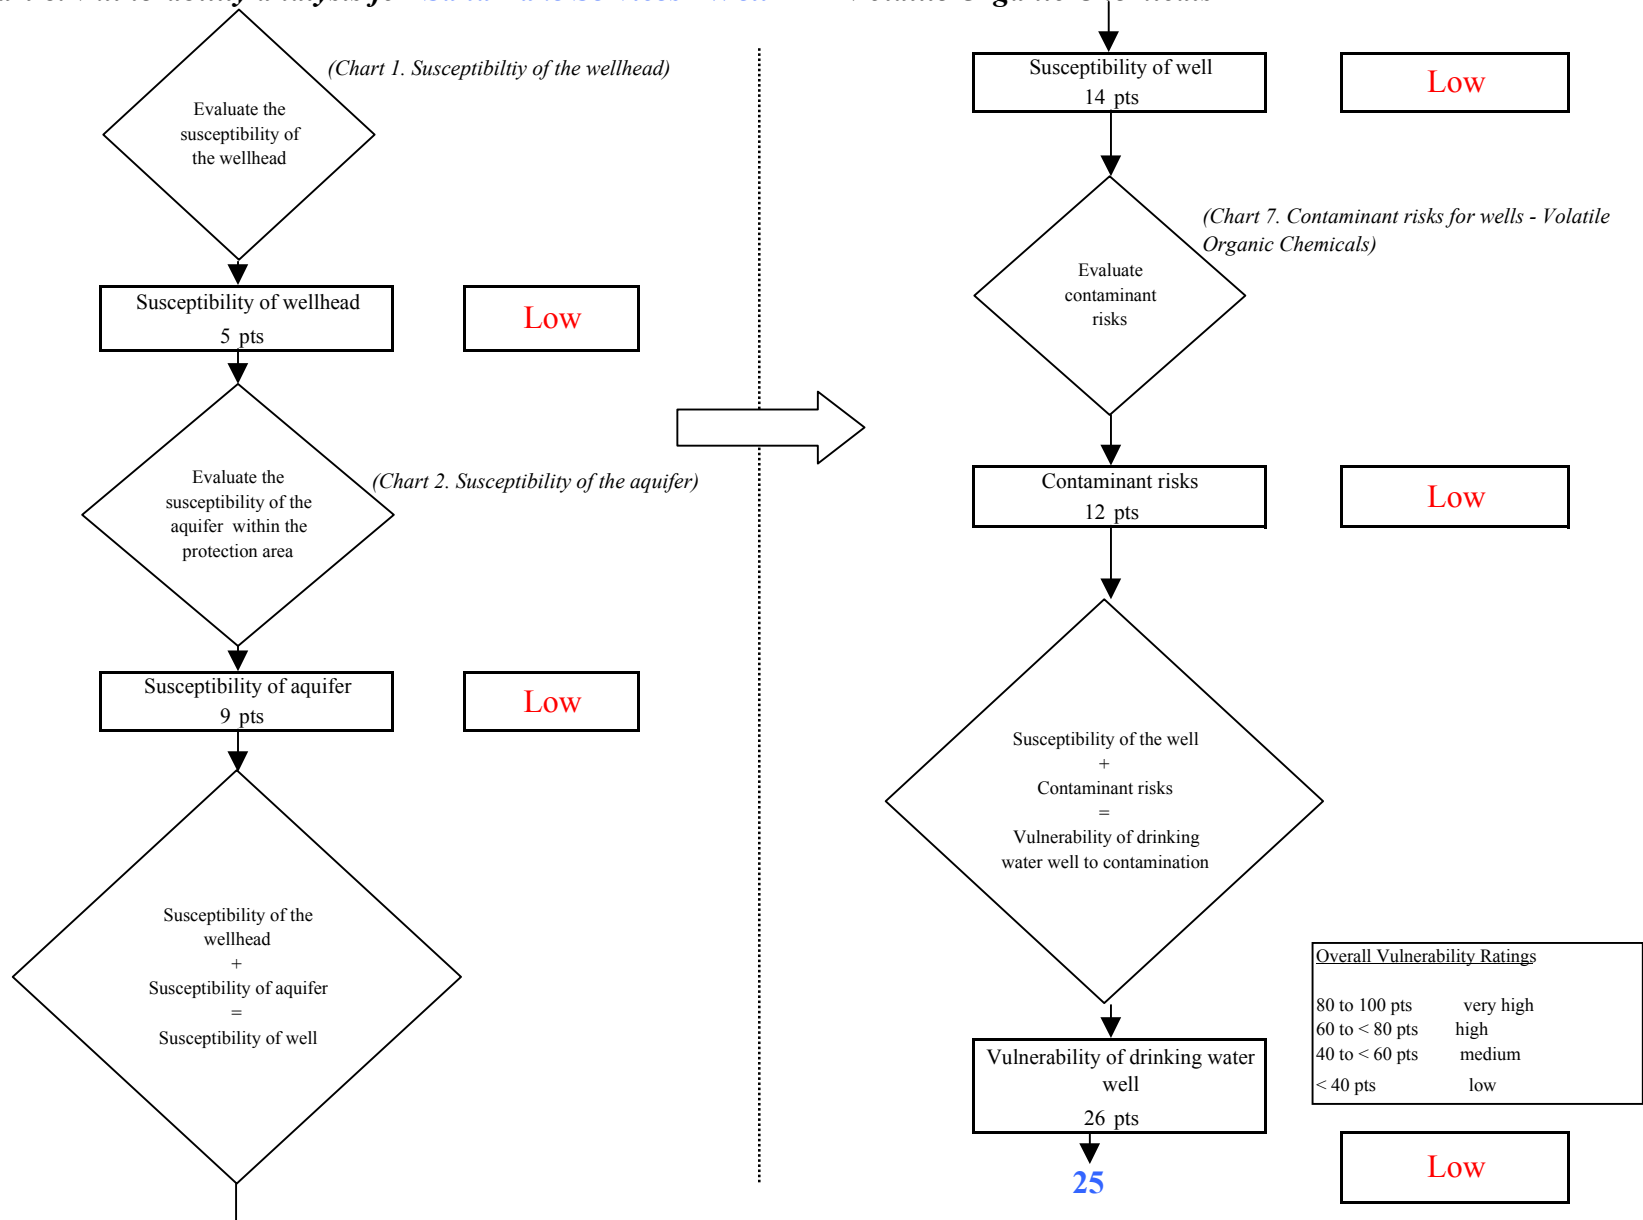 (Chart 1. Susceptibiltiy of the wellhead)
Evaluate the
susceptibility of
the wellhead
Susceptibility of wellhead
5 pts
Low
Evaluate the
susceptibility of the
aquifer within the
protection area
(Chart 2. Susceptibility of the aquifer)
Susceptibility of aquifer
9 pts
Low
Susceptibility of the
wellhead
+
Susceptibility of aquifer
=
Susceptibility of well
Susceptibility of well
14 pts
Low
(Chart 7. Contaminant risks for wells - Volatile
Organic Chemicals)
Evaluate
contaminant
risks
Contaminant risks
12 pts
Low
Susceptibility of the well
+
Contaminant risks
=
Vulnerability of drinking
water well to contamination
Overall Vulnerability Ratings
80 to 100 pts very high
60 to < 80 pts high
40 to < 60 pts medium
< 40 pts low
Vulnerability of drinking water
well
26 pts
Low
25